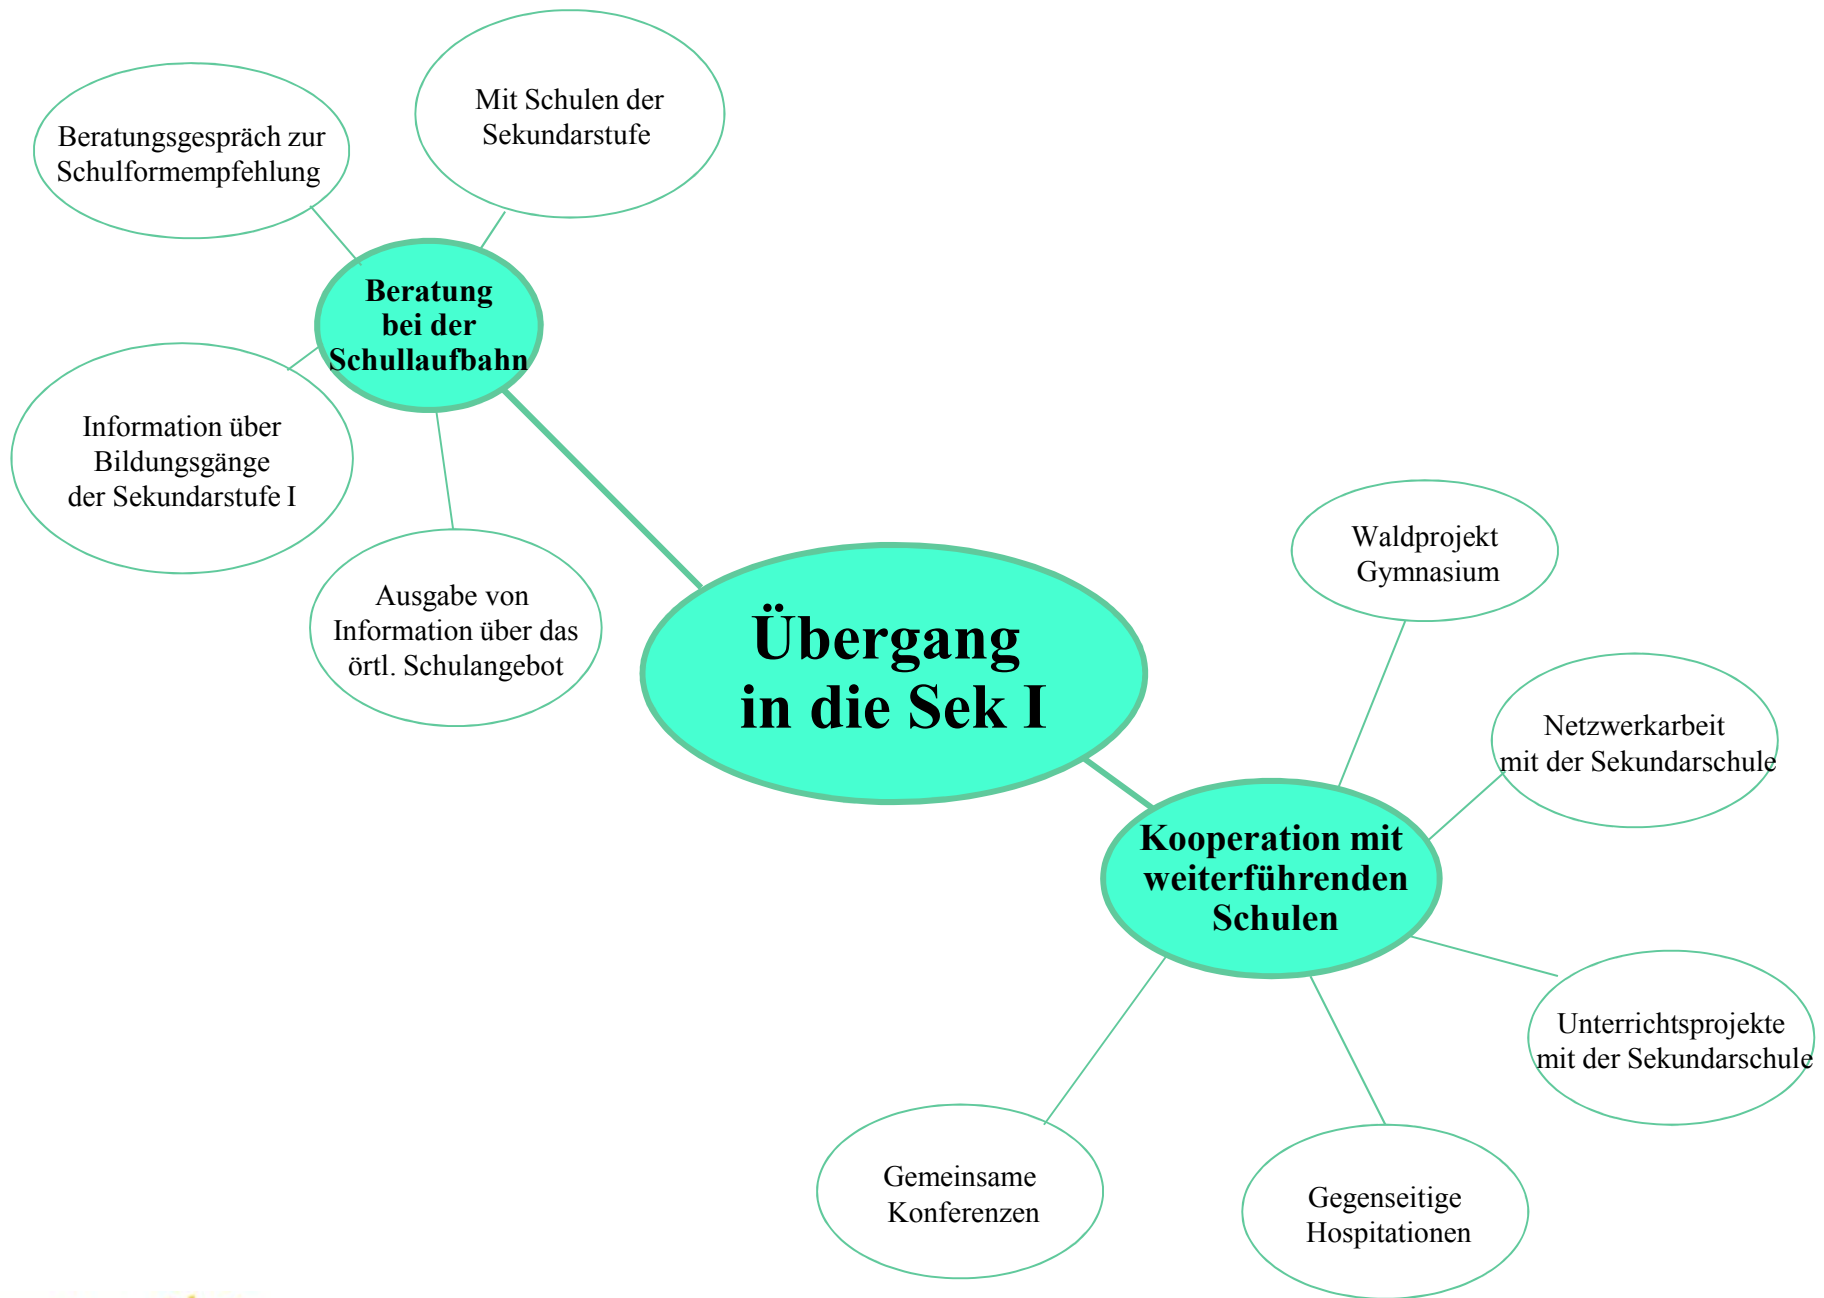 Mit Schulen der
Sekundarstufe
Beratungsgespräch zur
Schulformempfehlung
Beratung
bei der
Schullaufbahn
Information über
Bildungsgänge
der Sekundarstufe I
Ausgabe von
Information über das
örtl. Schulangebot
Übergang
in die Sek I
Waldprojekt
Gymnasium
Netzwerkarbeit
mit der Sekundarschule
Kooperation mit
weiterführenden
Schulen
Unterrichtsprojekte
mit der Sekundarschule
Gemeinsame
Konferenzen
Gegenseitige
Hospitationen